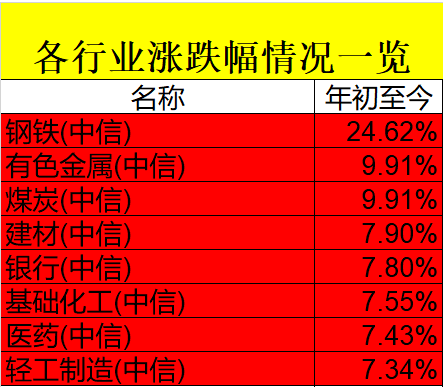 各行业涨跌幅情况一览
名称 年初至今
钢铁(中信) 24.62%
有色金属(中信) 9.91%
煤炭(中信) 9.91%
建材(中信) 7.90%
银行(中信) 7.80%
基础化工(中信) 7.55%
医药(中信) 7.43%
轻工制造(中信) 7.34%